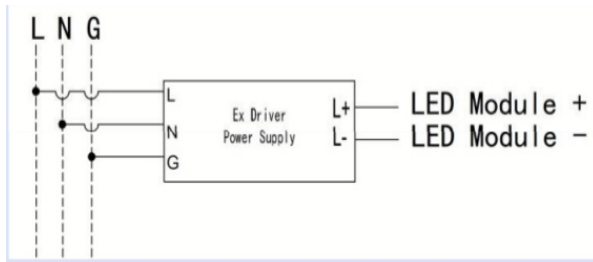 L N G
L
N
G
Ex Driver
Power Supply
L+
L-
LED Module +
LED Module -